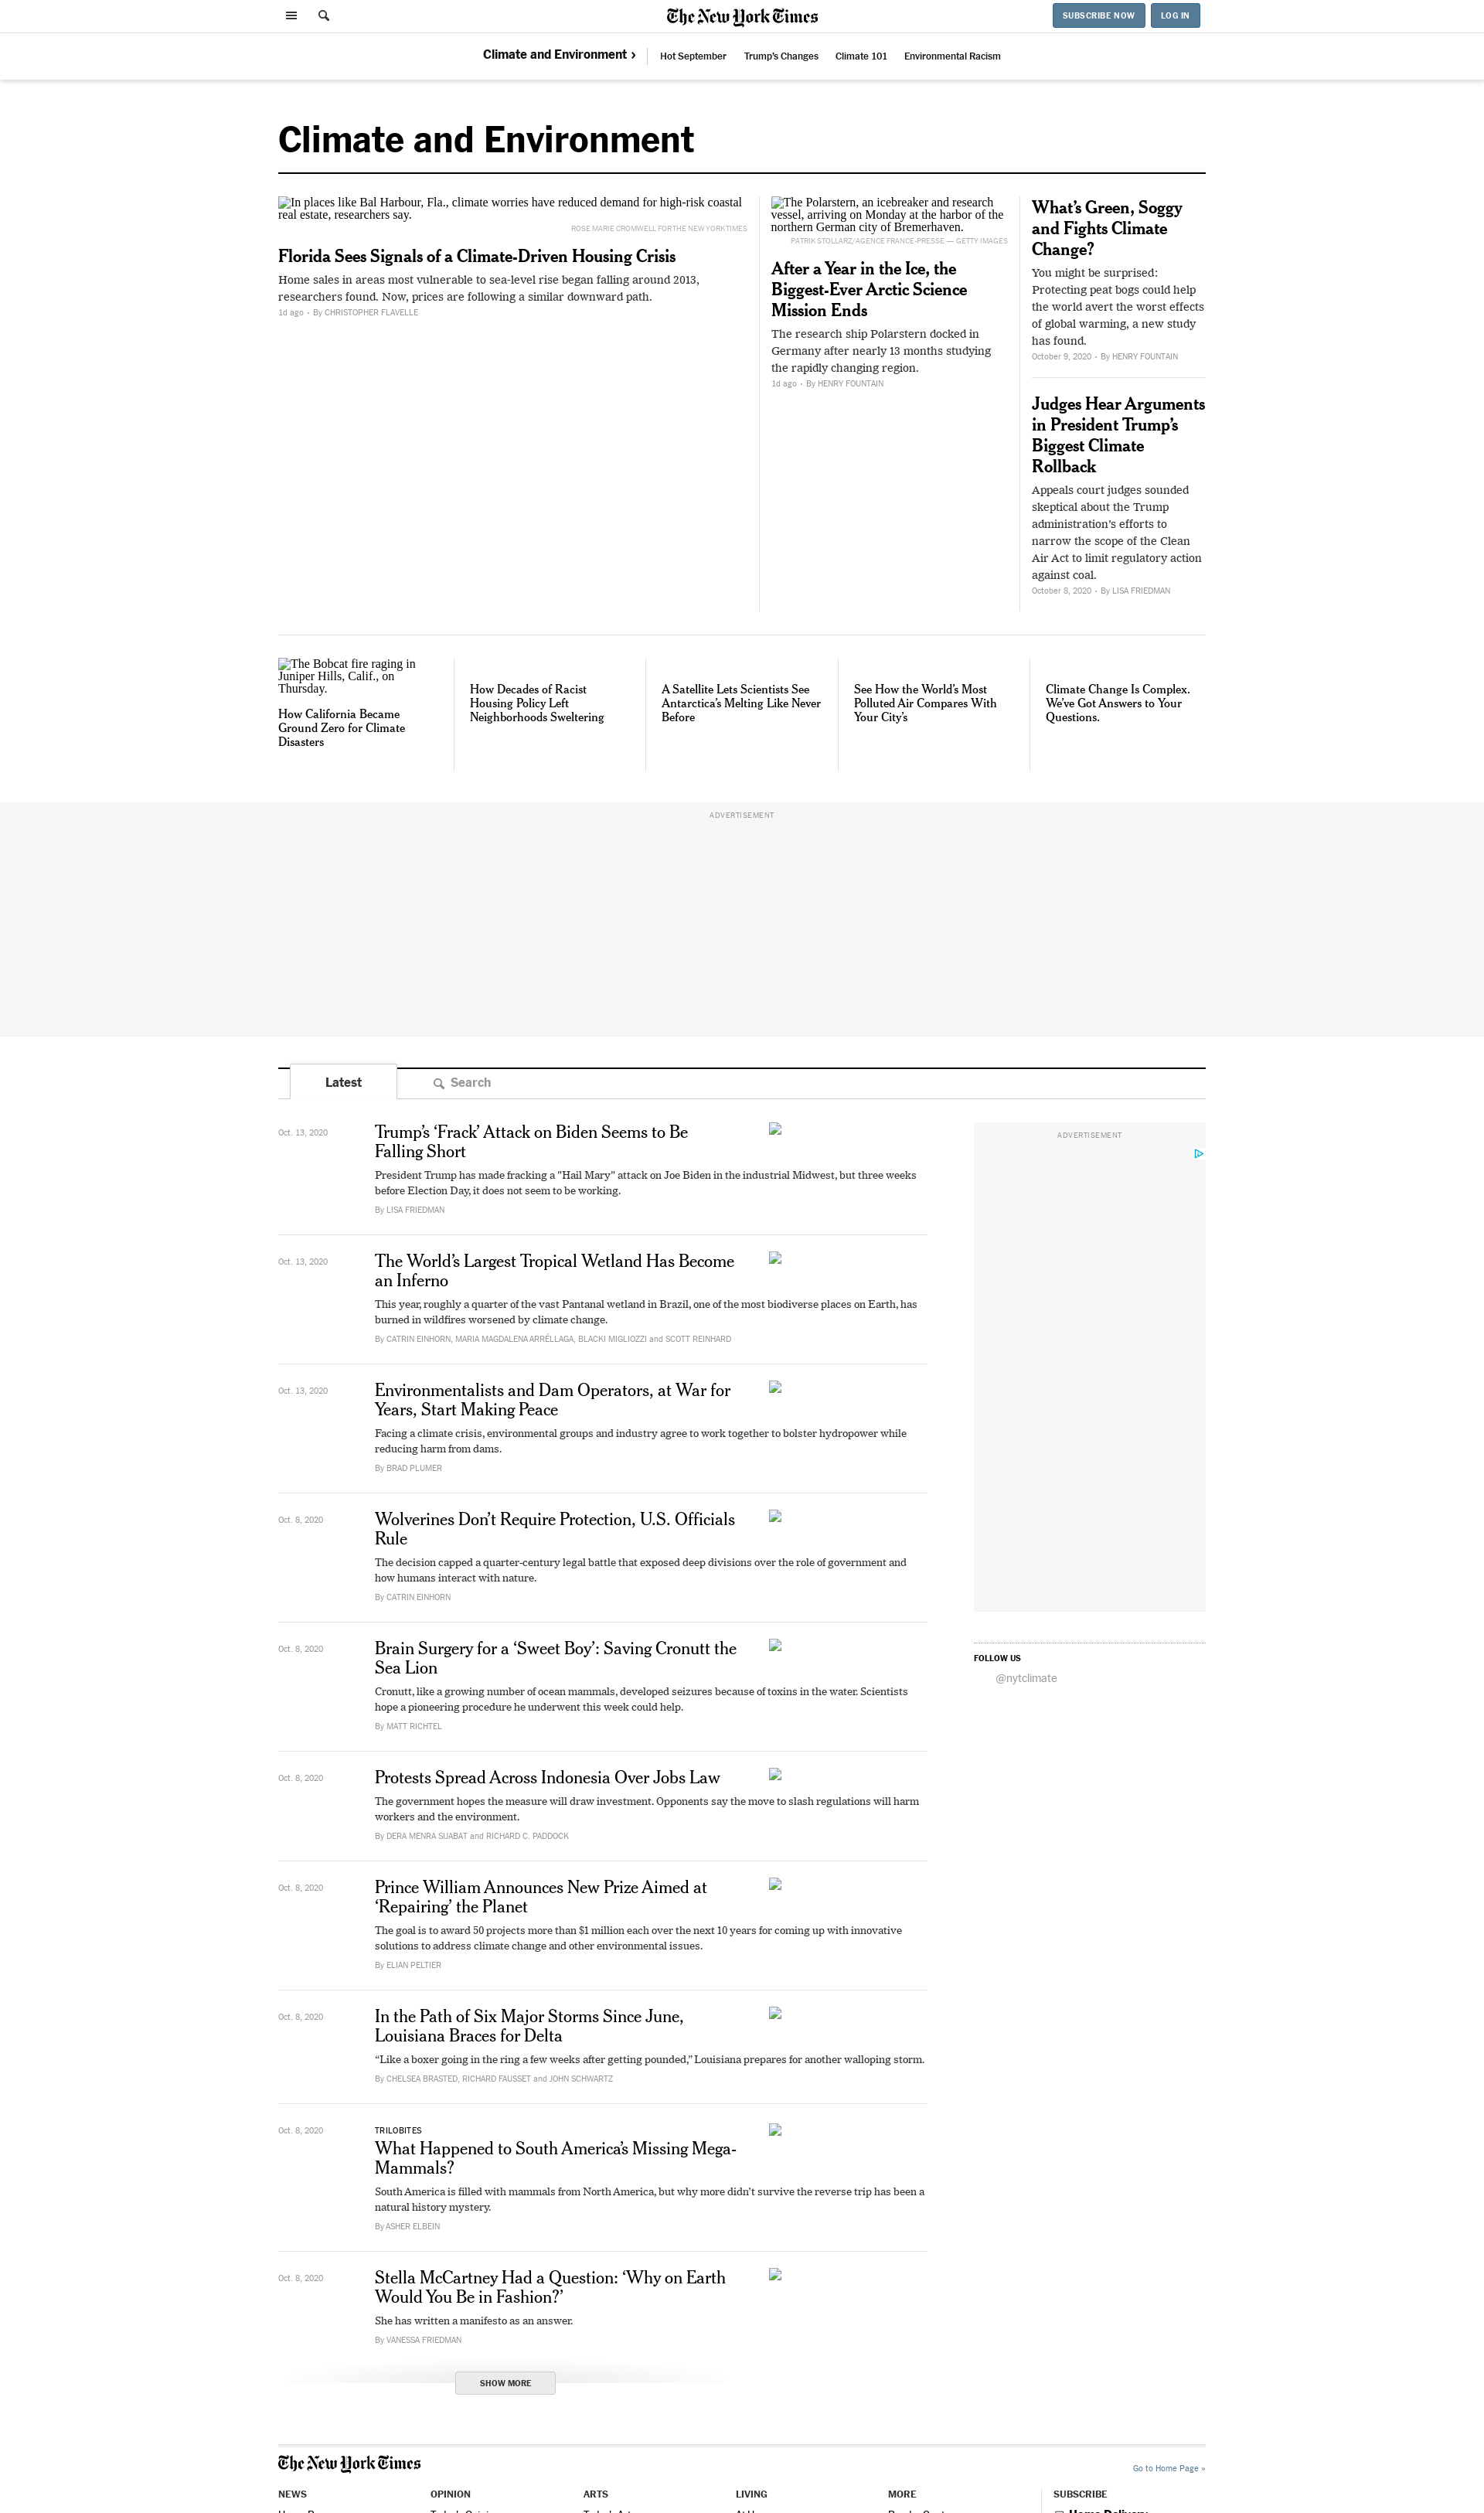 The New York Times
SUBSCRIBE NOW
LOG IN
Climate and Environment ›
Hot September
Trump's Changes
Climate 101
Environmental Racism
Climate and Environment
In places like Bal Harbour, Fla., climate worries have reduced demand for high-risk coastal
real estate, researchers say.
ROSE MARIE CROMWELL FOR THE NEW YORK TIMES
Florida Sees Signals of a Climate-Driven Housing Crisis
Home sales in areas most vulnerable to sea-level rise began falling around 2013,
researchers found. Now, prices are following a similar downward path.
1d ago • By CHRISTOPHER FLAVELLE
The Polarstern, an icebreaker and research
vessel, arriving on Monday at the harbor of the
northern German city of Bremerhaven.
PATRIK STOLLARZ/AGENCE FRANCE-PRESSE — GETTY IMAGES
After a Year in the Ice, the
Biggest-Ever Arctic Science
Mission Ends
The research ship Polarstern docked in
Germany after nearly 13 months studying
the rapidly changing region.
1d ago • By HENRY FOUNTAIN
What's Green, Soggy
and Fights Climate
Change?
You might be surprised:
Protecting peat bogs could help
the world avert the worst effects
of global warming, a new study
has found.
October 9, 2020 • By HENRY FOUNTAIN
Judges Hear Arguments
in President Trump's
Biggest Climate
Rollback
Appeals court judges sounded
skeptical about the Trump
administration's efforts to
narrow the scope of the Clean
Air Act to limit regulatory action
against coal.
October 8, 2020 • By LISA FRIEDMAN
The Bobcat fire raging in
Juniper Hills, Calif., on
Thursday.
How California Became
Ground Zero for Climate
Disasters
How Decades of Racist
Housing Policy Left
Neighborhoods Sweltering
A Satellite Lets Scientists See
Antarctica's Melting Like Never
Before
See How the World's Most
Polluted Air Compares With
Your City's
Climate Change Is Complex.
We've Got Answers to Your
Questions.
ADVERTISEMENT
Latest
Search
Oct. 13, 2020
Trump's 'Frack' Attack on Biden Seems to Be
Falling Short
President Trump has made fracking a "Hail Mary" attack on Joe Biden in the industrial Midwest, but three weeks
before Election Day, it does not seem to be working.
By LISA FRIEDMAN
Oct. 13, 2020
The World's Largest Tropical Wetland Has Become
an Inferno
This year, roughly a quarter of the vast Pantanal wetland in Brazil, one of the most biodiverse places on Earth, has
burned in wildfires worsened by climate change.
By CATRIN EINHORN, MARIA MAGDALENA ARRÉLLAGA, BLACKI MIGLIOZZI and SCOTT REINHARD
Oct. 13, 2020
Environmentalists and Dam Operators, at War for
Years, Start Making Peace
Facing a climate crisis, environmental groups and industry agree to work together to bolster hydropower while
reducing harm from dams.
By BRAD PLUMER
Oct. 8, 2020
Wolverines Don't Require Protection, U.S. Officials
Rule
The decision capped a quarter-century legal battle that exposed deep divisions over the role of government and
how humans interact with nature.
By CATRIN EINHORN
Oct. 8, 2020
Brain Surgery for a 'Sweet Boy': Saving Cronutt the
Sea Lion
Cronutt, like a growing number of ocean mammals, developed seizures because of toxins in the water. Scientists
hope a pioneering procedure he underwent this week could help.
By MATT RICHTEL
Oct. 8, 2020
Protests Spread Across Indonesia Over Jobs Law
The government hopes the measure will draw investment. Opponents say the move to slash regulations will harm
workers and the environment.
By DERA MENRA SIJABAT and RICHARD C. PADDOCK
Oct. 8, 2020
Prince William Announces New Prize Aimed at
'Repairing' the Planet
The goal is to award 50 projects more than $1 million each over the next 10 years for coming up with innovative
solutions to address climate change and other environmental issues.
By ELIAN PELTIER
Oct. 8, 2020
In the Path of Six Major Storms Since June,
Louisiana Braces for Delta
“Like a boxer going in the ring a few weeks after getting pounded,” Louisiana prepares for another walloping storm.
By CHELSEA BRASTED, RICHARD FAUSSET and JOHN SCHWARTZ
Oct. 8, 2020
TRILOBITES
What Happened to South America's Missing Mega-
Mammals?
South America is filled with mammals from North America, but why more didn't survive the reverse trip has been a
natural history mystery.
By ASHER ELBEIN
Oct. 8, 2020
Stella McCartney Had a Question: 'Why on Earth
Would You Be in Fashion?'
She has written a manifesto as an answer.
By VANESSA FRIEDMAN
SHOW MORE
ADVERTISEMENT
FOLLOW US
@nytclimate
The New York Times
Go to Home Page »
NEWS
OPINION
ARTS
LIVING
MORE
SUBSCRIBE